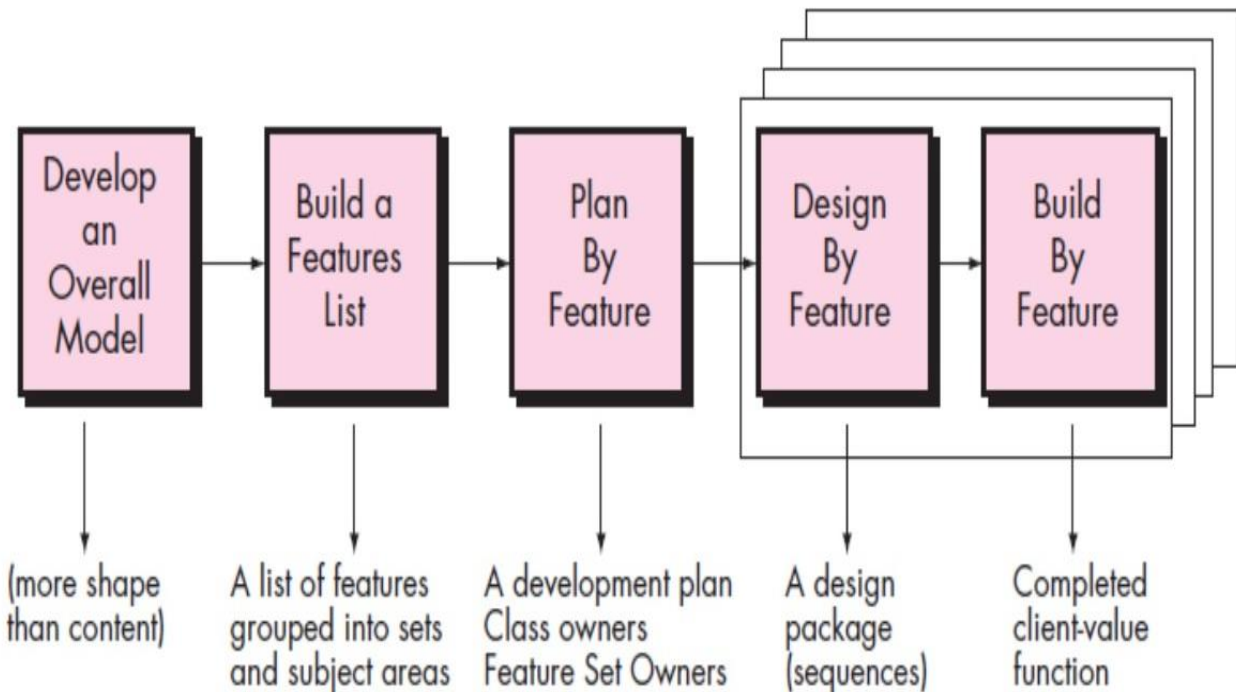 Develop
an
Overall
Model
Build a
Features
List
Plan
By
Feature
Design
By
Feature
Build
By
Feature
(more shape
than content)
A list of features
grouped into sets
and subject areas
A development plan
Class owners
Feature Set Owners
A design
package
(sequences)
Completed
client-value
function